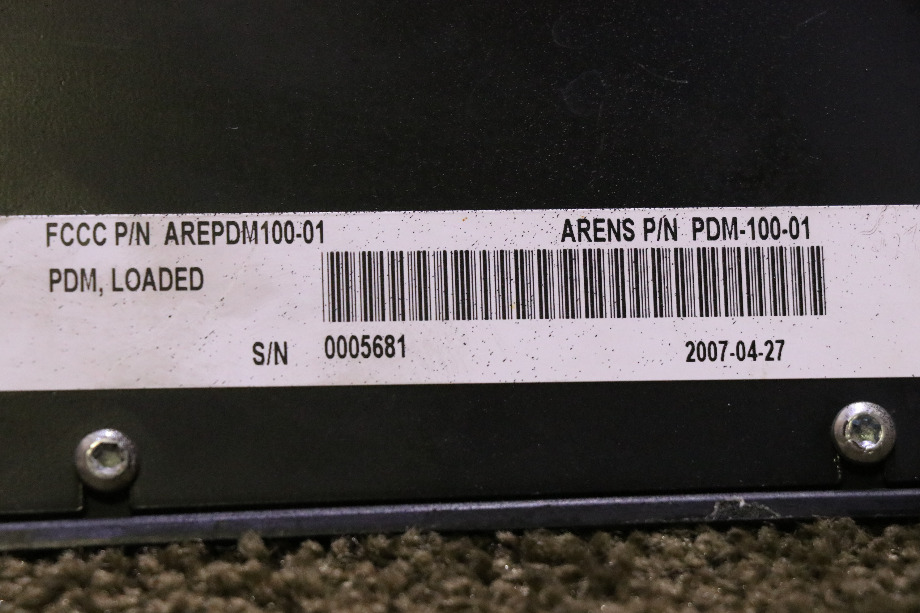 FCCC P/N AREPDM100-01 ARENS P/N PDM-100-01
PDM, LOADED
S/N 0005681 2007-04-27